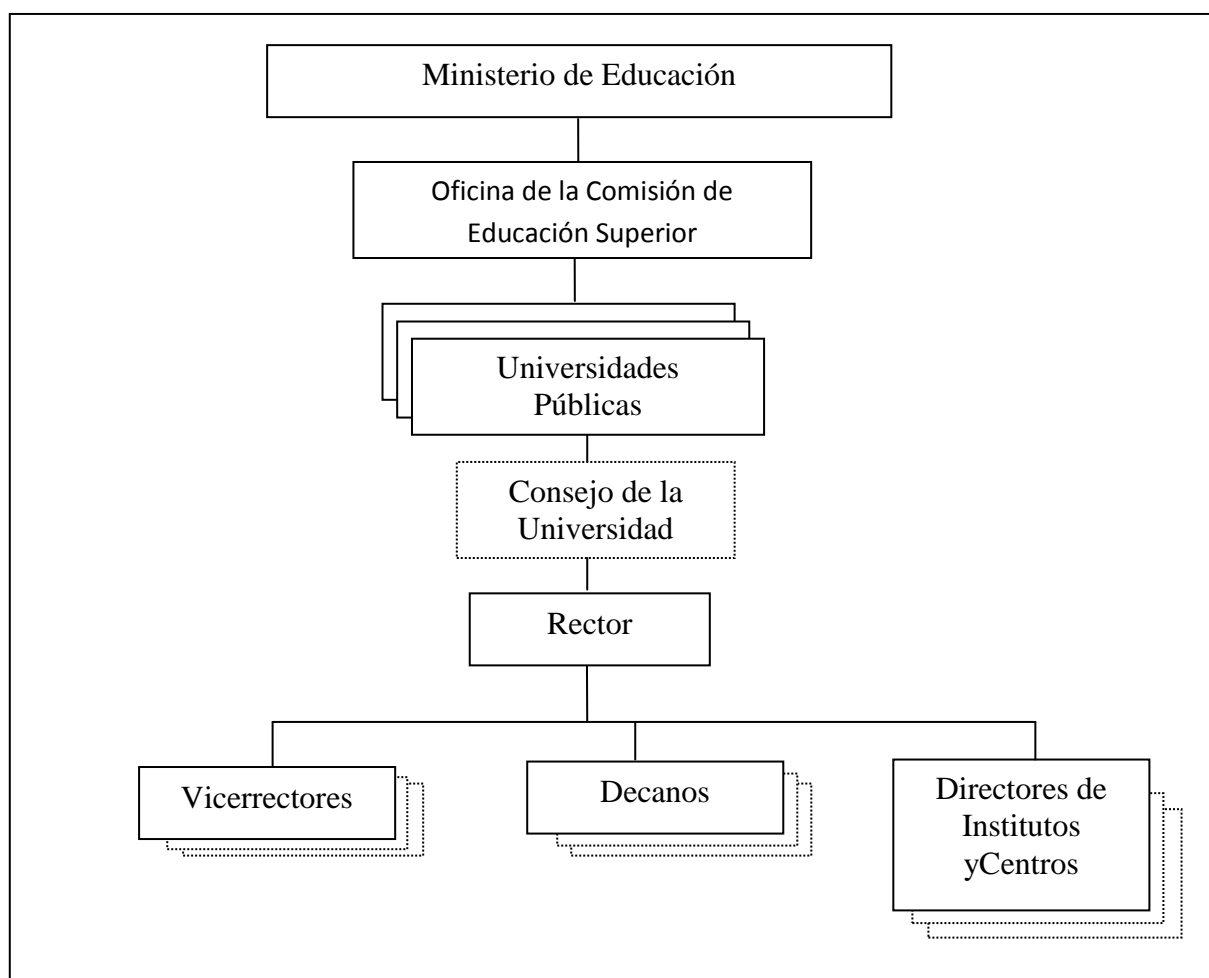 Ministerio de Educación
Oficina de la Comisión de
Educación Superior
Universidades
Públicas
Consejo de la
Universidad
Rector
Vicerrectores
Decanos
Directores de
Institutos
yCentros